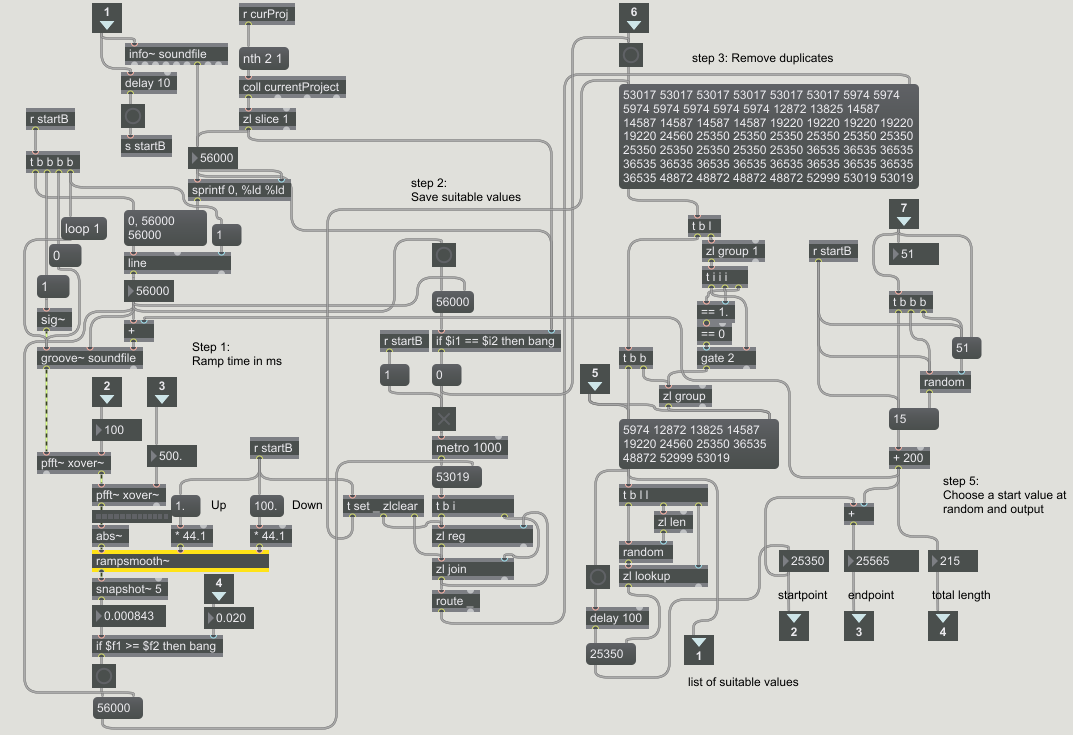 1
info~ soundfile
delay 10
s startB
r curProj
nth 2 1
coll currentProject
zl slice 1
56000
sprintf 0, %ld %ld
r startB
t b b b b
loop 1
0
1
sig~
0, 56000
56000
1
line
56000
+
groove~ soundfile
Step 1:
Ramp time in ms
2
100
3
500.
pfft~ xover~
pfft~ xover~
abs~
r startB
1.
Up
100.
Down
* 44.1
* 44.1
rampsmooth~
snapshot~ 5
4
0.000843
0.020
if $f1 >= $f2 then bang
56000
step 2:
Save suitable values
56000
r startB
if $i1 == $i2 then bang
1
0
metro 1000
53019
t set _ zlclear
t b i
zl reg
zl join
route
6
step 3: Remove duplicates
53017 53017 53017 53017 53017 53017 5974 5974
5974 5974 5974 5974 5974 12872 13825 14587
14587 14587 14587 14587 19220 19220 19220 19220
19220 24560 25350 25350 25350 25350 25350 25350
25350 25350 25350 36535 36535 36535 36535 36535
36535 36535 36535 36535 36535 36535 36535 36535
36535 48872 48872 48872 48872 52999 53019 53019
t b l
zl group 1
t i i i
== 1.
== 0
gate 2
t b b
zl group
5
5974 12872 13825 14587
19220 24560 25350 36535
48872 52999 53019
t b l l
zl len
random
zl lookup
delay 100
25350
1
list of suitable values
7
r startB
51
t b b b
51
random
15
+ 200
step 5:
Choose a start value at
random and output
+
25350
25565
215
startpoint
endpoint
total length
2
3
4